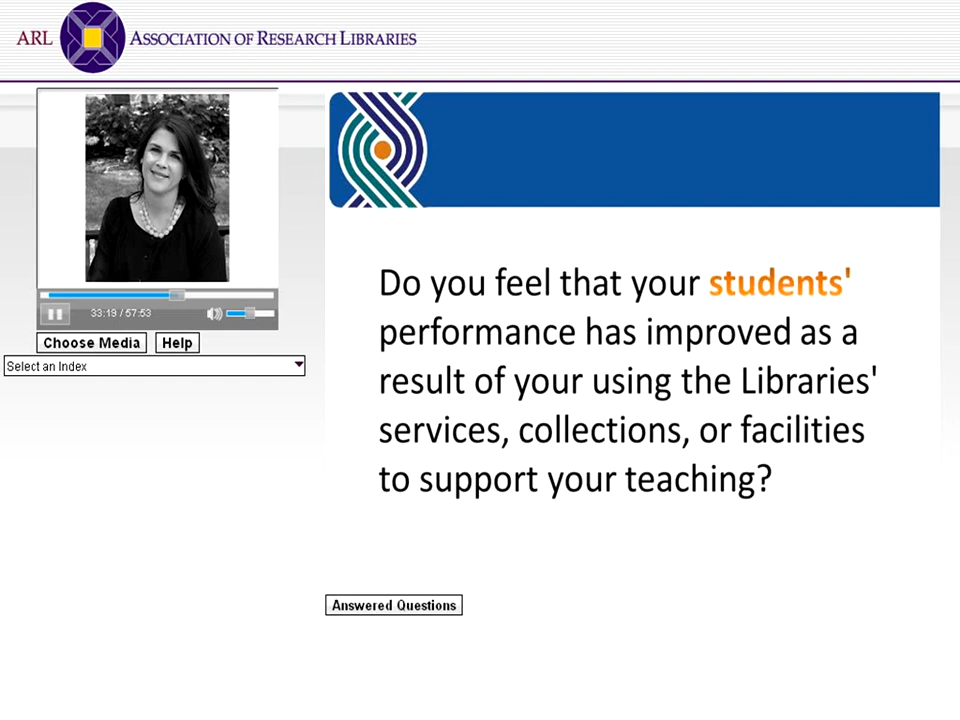 ARL ASSOCIATION OF RESEARCH LIBRARIES
33:19 / 57:53
Choose Media Help
Select an Index
Do you feel that your students'
performance has improved as a
result of your using the Libraries'
services, collections, or facilities
to support your teaching?
Answered Questions